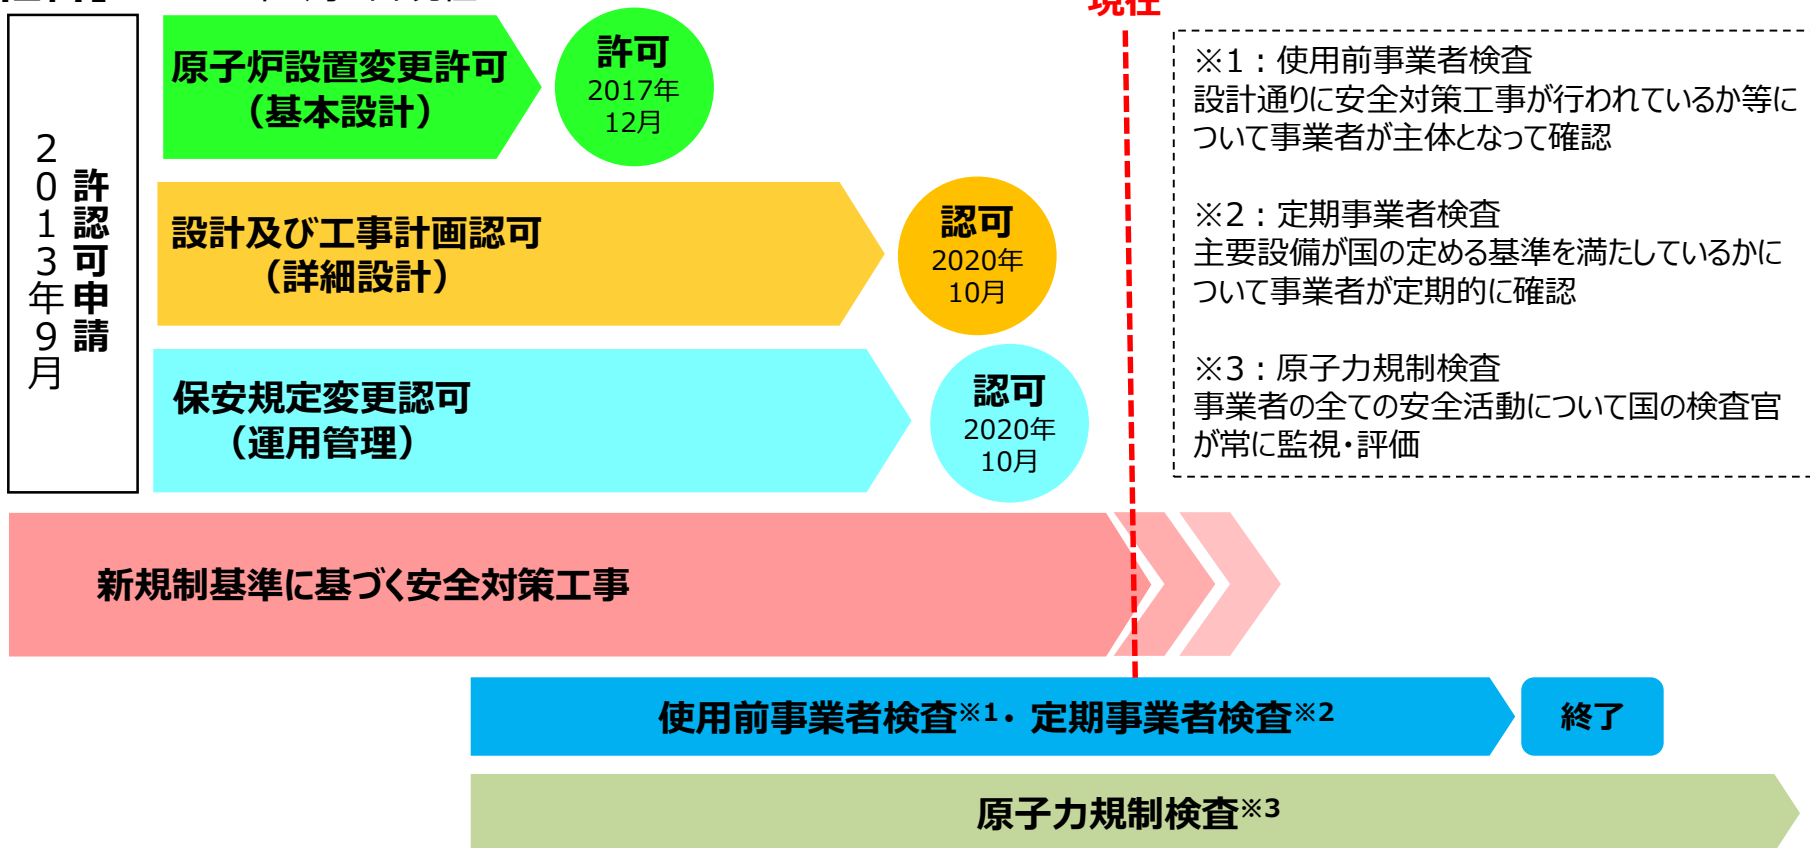 現在
2013年9月
許認可申請
原子炉設置変更許可
（基本設計）
許可
2017年
12月
設計及び工事計画認可
（詳細設計）
認可
2020年
10月
保安規定変更認可
（運用管理）
認可
2020年
10月
※1：使用前事業者検査
設計通りに安全対策工事が行われているか等に
ついて事業者が主体となって確認
※2：定期事業者検査
主要設備が国の定める基準を満たしているかに
ついて事業者が定期的に確認
※3：原子力規制検査
事業者の全ての安全活動について国の検査官
が常に監視・評価
新規制基準に基づく安全対策工事
使用前事業者検査※1・定期事業者検査※2
終了
原子力規制検査※3